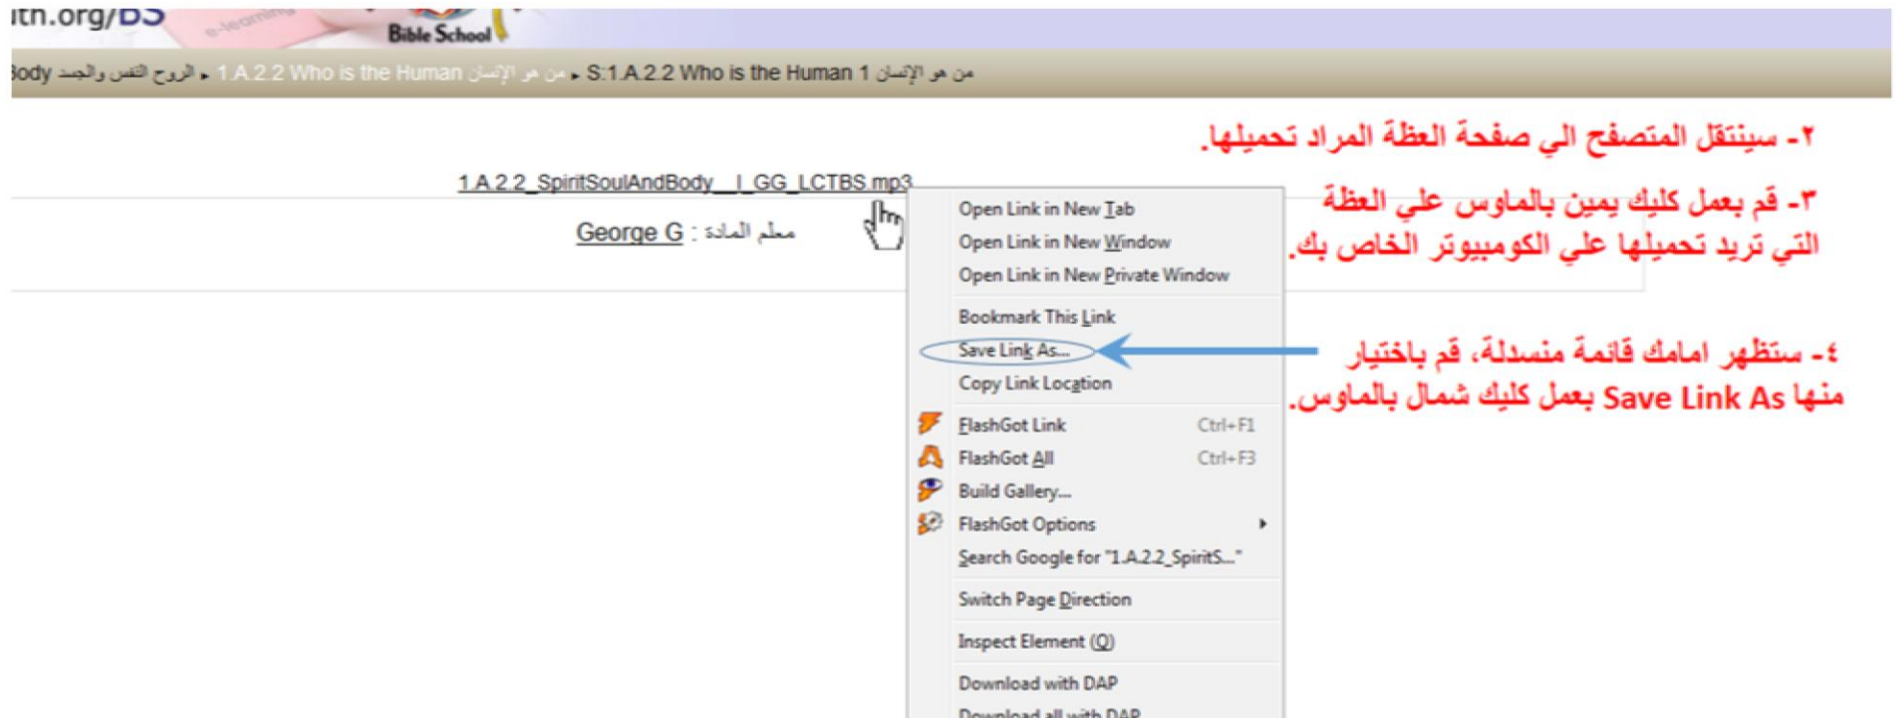 e-learning
Bible School
من هو الإنسان S:1.A.2.2 Who is the Human 1 ◄ من هو الإنسان 1.A.2.2 Who is the Human ◄ الروح النفس والجسد
٢- سينتقل المتصفح الي صفحة العظة المراد تحميلها.
1.A.2.2_SpiritSoulAndBody__I_GG_LCTBS.mp3
٣- قم بعمل كليك يمين بالماوس علي العظة
التي تريد تحميلها علي الكومبيوتر الخاص بك.
معلم المادة : George G
Open Link in New Tab
Open Link in New Window
Open Link in New Private Window
Bookmark This Link
Save Link As...
Copy Link Location
٤- ستظهر امامك قائمة منسدلة، قم باختيار
منها Save Link As بعمل كليك شمال بالماوس.
FlashGot Link Ctrl+F1
FlashGot All Ctrl+F3
Build Gallery...
FlashGot Options
Search Google for "1.A.2.2_SpiritS..."
Switch Page Direction
Inspect Element (Q)
Download with DAP
Download all with DAP